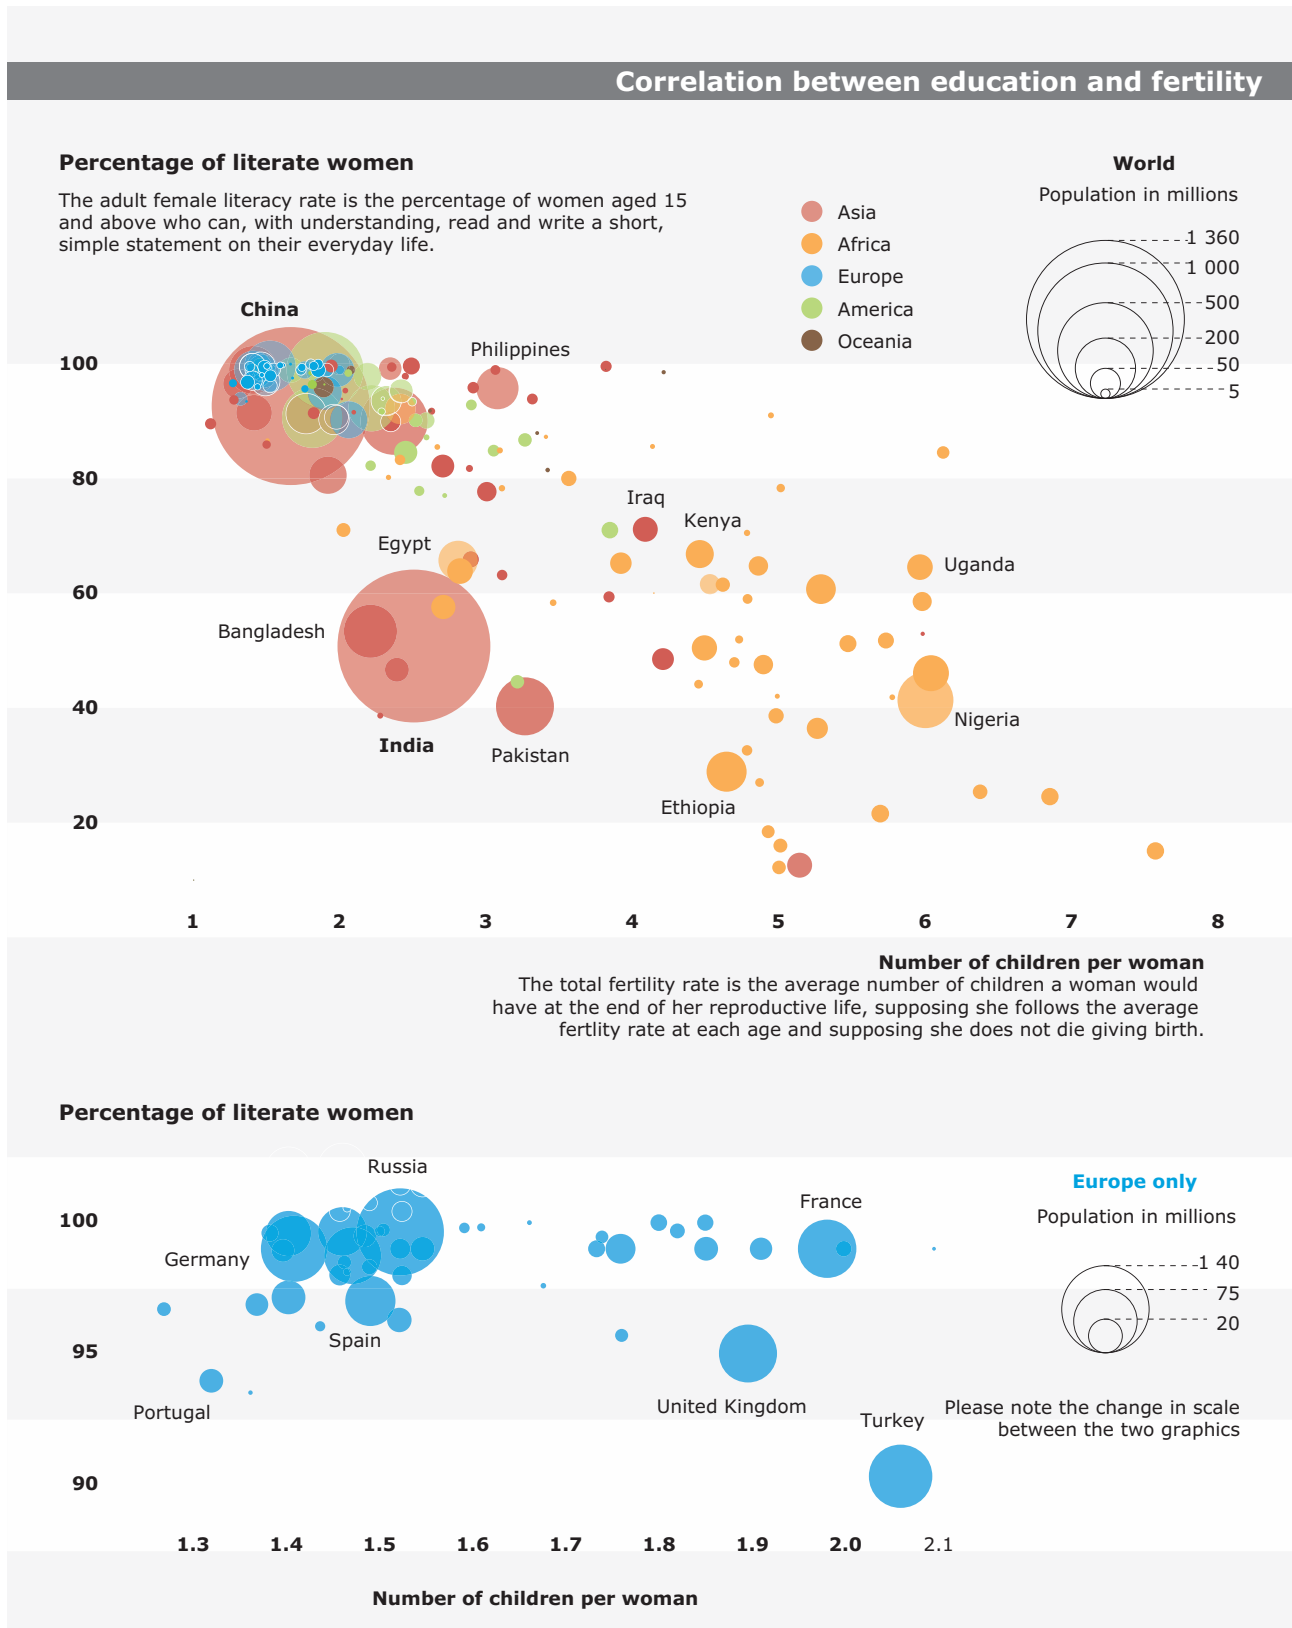 Correlation between education and fertility
Percentage of literate women
The adult female literacy rate is the percentage of women aged 15
and above who can, with understanding, read and write a short,
simple statement on their everyday life.
World
Population in millions
1 360
1 000
500
200
50
5
Asia
Africa
Europe
America
Oceania
China
Philippines
Iraq
Kenya
Egypt
Uganda
Bangladesh
India
Pakistan
Nigeria
Ethiopia
100
80
60
40
20
1 2 3 4 5 6 7 8
Number of children per woman
The total fertility rate is the average number of children a woman would
have at the end of her reproductive life, supposing she follows the average
fertlity rate at each age and supposing she does not die giving birth.
Percentage of literate women
Europe only
Population in millions
1 40
75
20
Russia
France
Germany
Spain
Portugal
United Kingdom
Turkey
Please note the change in scale
between the two graphics
100
95
90
1.3 1.4 1.5 1.6 1.7 1.8 1.9 2.0 2.1
Number of children per woman